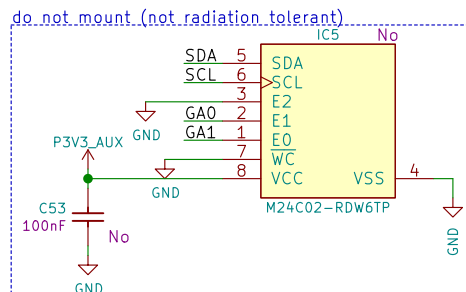 do not mount (not radiation tolerant)
IC5
No
SDA 5 SDA
SCL 6 SCL
3 E2
GND
GA0 2 E1
GA1 1 E0
P3V3_AUX
7 WC
GND
8 VCC
VSS 4
M24C02-RDW6TP
C53
100nF
No
GND
GND